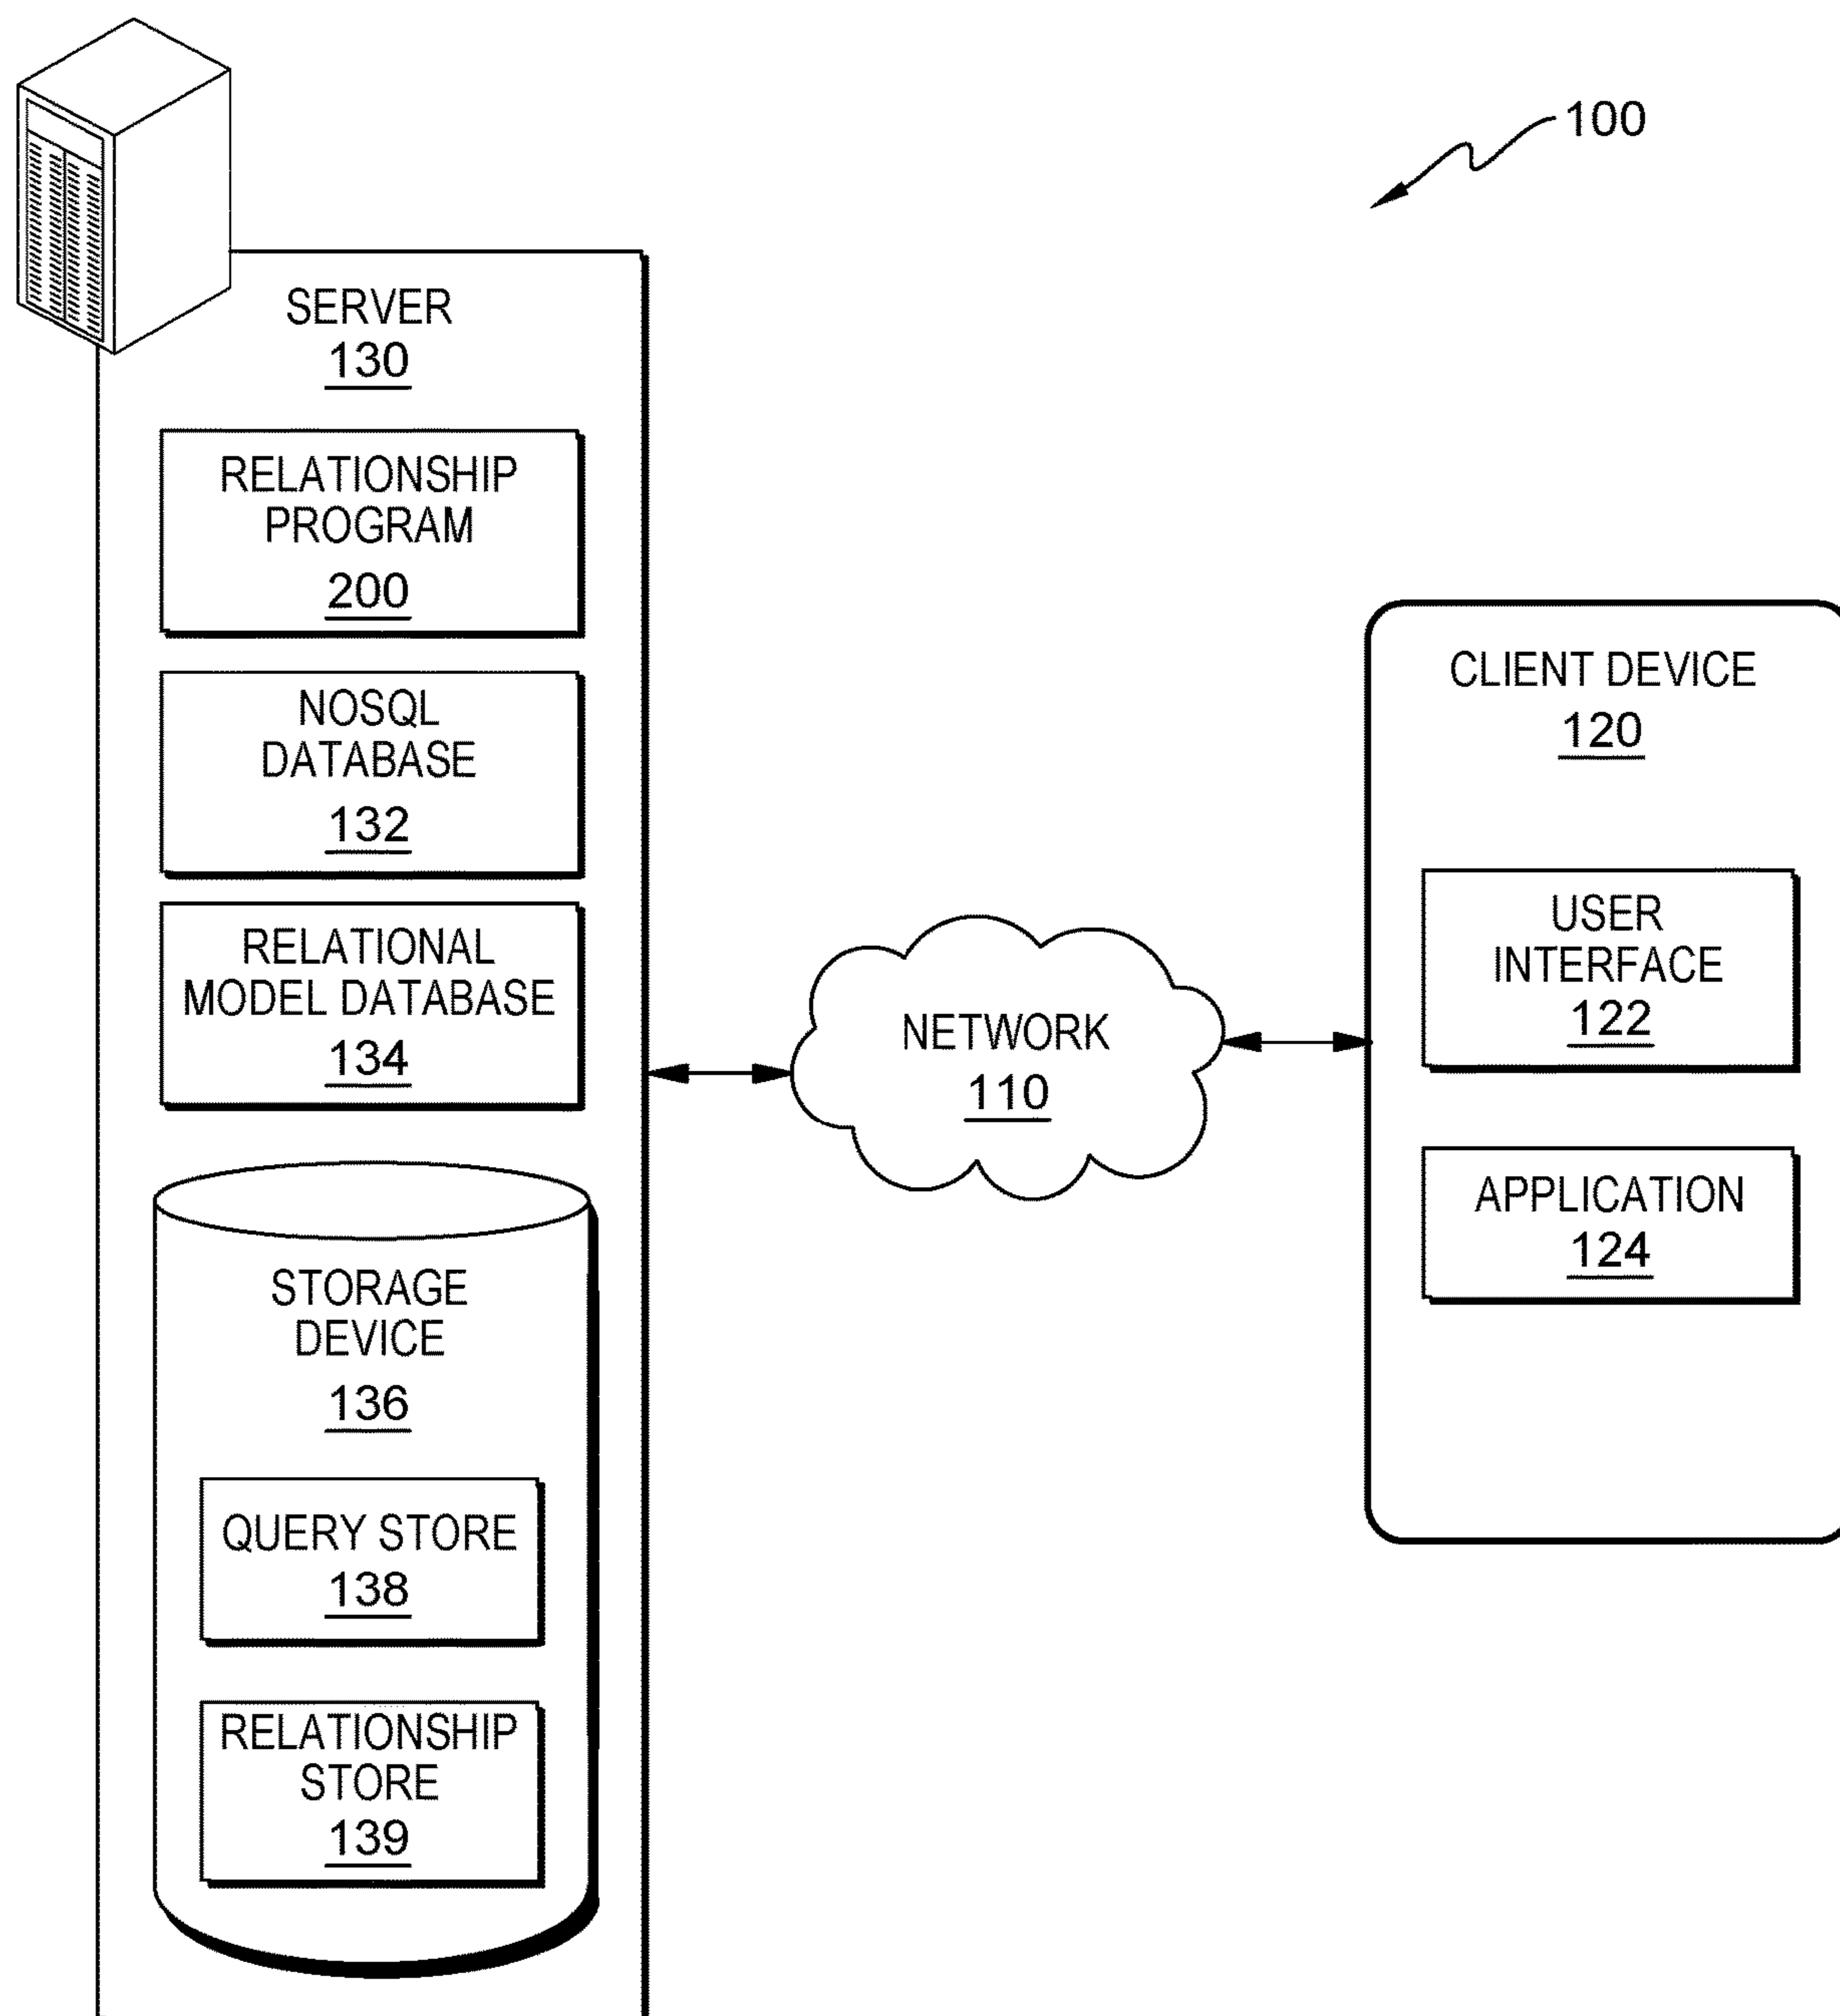 100
SERVER
130
RELATIONSHIP
PROGRAM
200
NOSQL
DATABASE
132
RELATIONAL
MODEL DATABASE
134
STORAGE
DEVICE
136
QUERY STORE
138
RELATIONSHIP
STORE
139
NETWORK
110
CLIENT DEVICE
120
USER
INTERFACE
122
APPLICATION
124